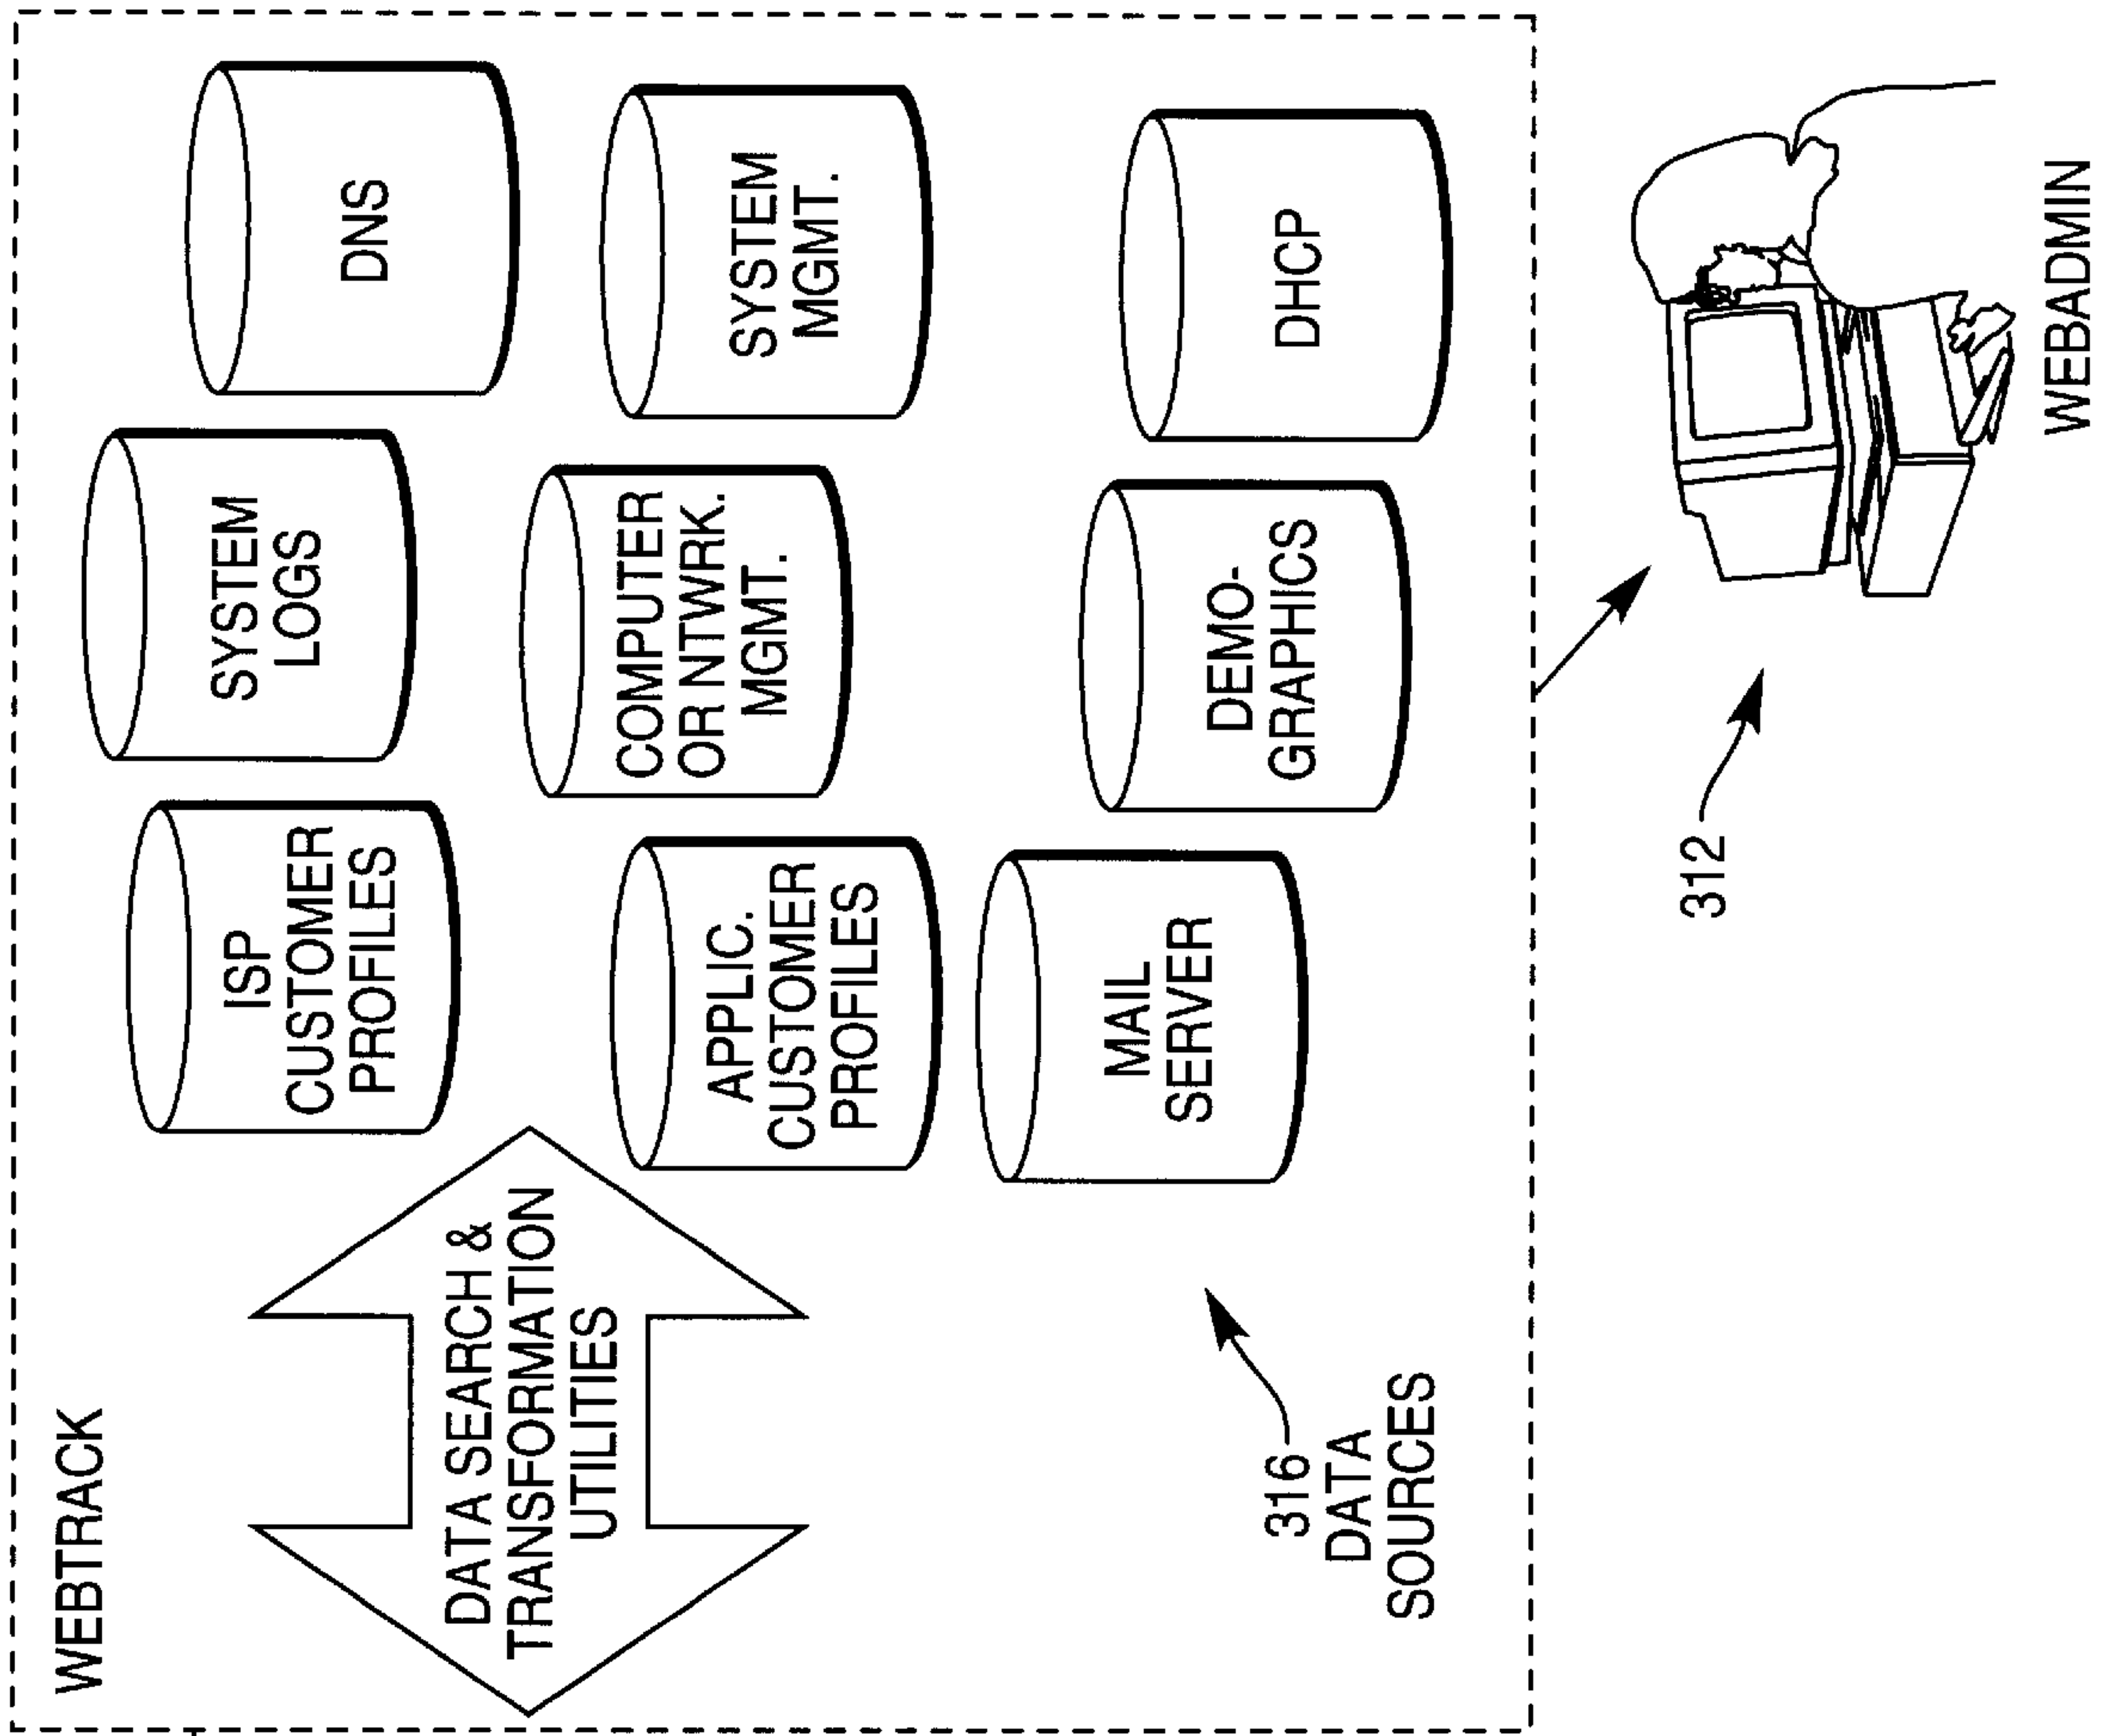 WEBTRACK
DATA SEARCH &
TRANSFORMATION
UTILITIES
ISP
CUSTOMER
PROFILES
SYSTEM
LOGS
DNS
APPLIC.
CUSTOMER
PROFILES
COMPUTER
OR NTWRK.
MGMT.
SYSTEM
MGMT.
MAIL
SERVER
DEMO-
GRAPHICS
DHCP
316
DATA
SOURCES
312
WEBADMIN